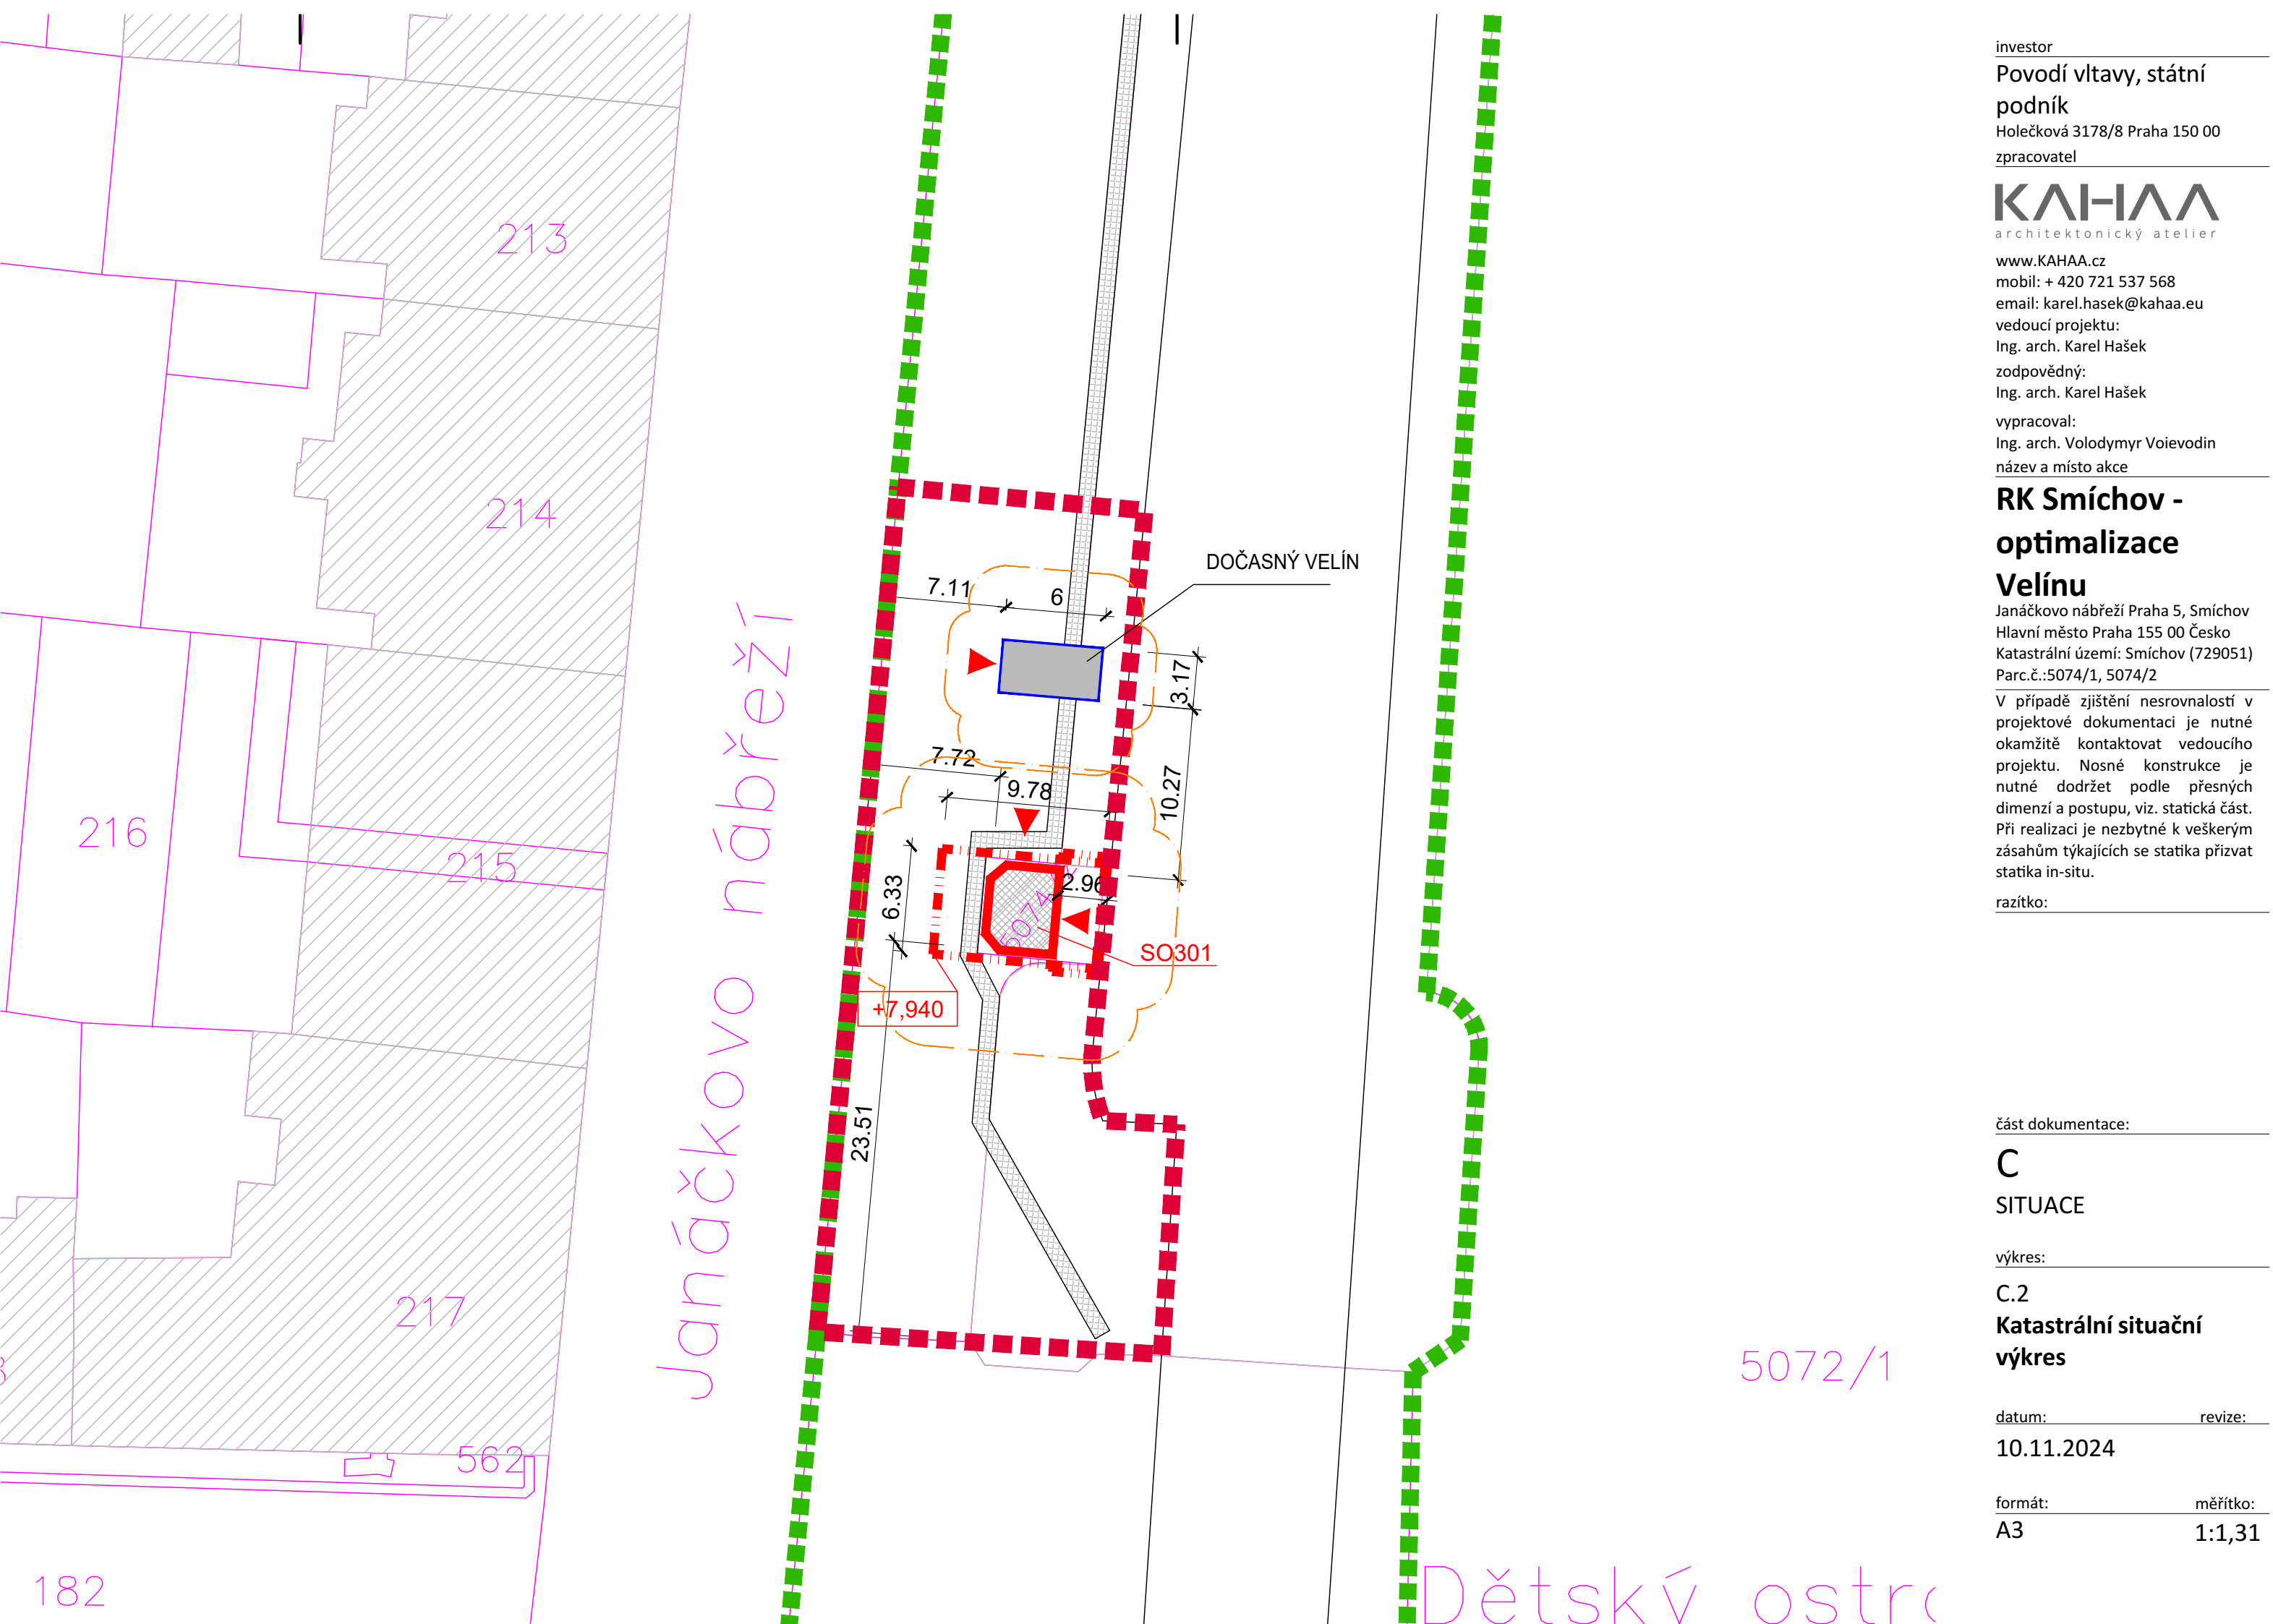 213
214
215
216
217
562
182
5072/1
Janáčkovo nábřeží
Dětský
DOČASNÝ VELÍN
7.11
6
3.17
7.72
9.78
10.27
6.33
2.96
SO301
+7,940
23.51
investor
Povodí vltavy, státní
podník
Holečková 3178/8 Praha 150 00
zpracovatel
KAHAA
architektonický atelier
www.KAHAA.cz
mobil: + 420 721 537 568
email: karel.hasek@kahaa.eu
vedoucí projektu:
Ing. arch. Karel Hašek
zodpovědný:
Ing. arch. Karel Hašek
vypracoval:
Ing. arch. Volodymyr Voievodin
název a místo akce
RK Smíchov -
optimalizace
Velínu
Janáčkovo nábřeží Praha 5, Smíchov
Hlavní město Praha 155 00 Česko
Katastrální území: Smíchov (729051)
Parc.č.:5074/1, 5074/2
V případě zjištění nesrovnalostí v
projektové dokumentaci je nutné
okamžitě kontaktovat vedoucího
projektu. Nosné konstrukce je
nutné dodržet podle přesných
dimenzí a postupu, viz. statická část.
Při realizaci je nezbytné k veškerým
zásahům týkajících se statika přizvat
statika in-situ.
razítko:
část dokumentace:
C
SITUACE
výkres:
C.2
Katastrální situační
výkres
datum: revize:
10.11.2024
formát: měřítko:
A3 1:1,31